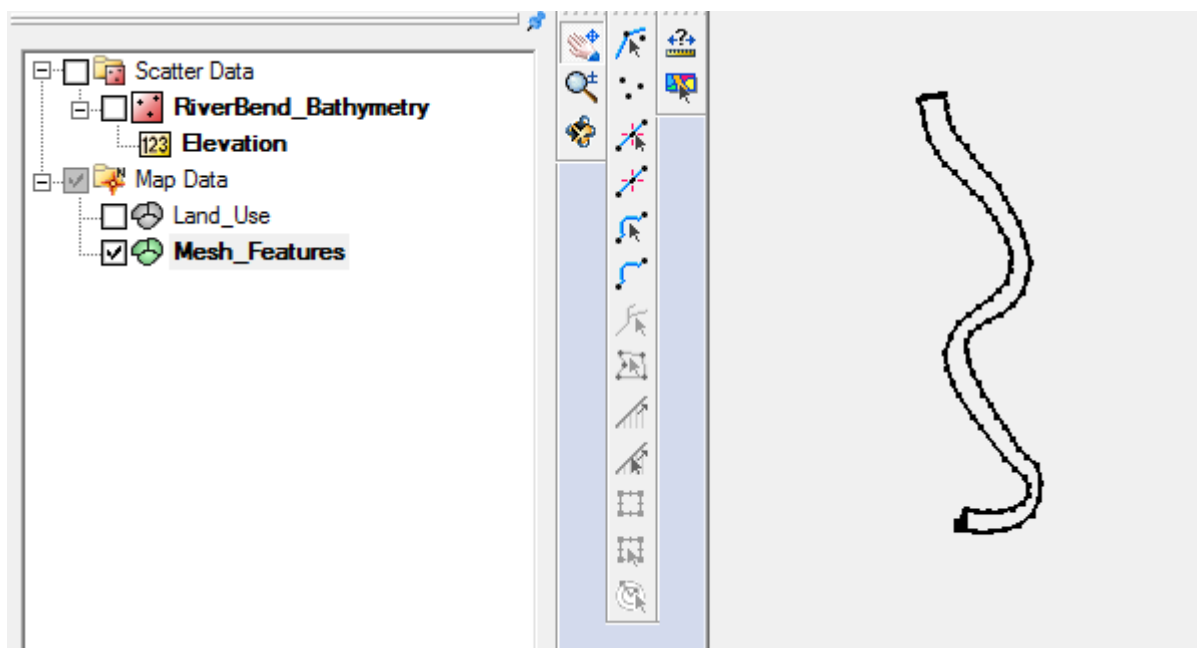 Scatter Data
RiverBend_Bathymetry
123 Elevation
Map Data
Land_Use
Mesh_Features